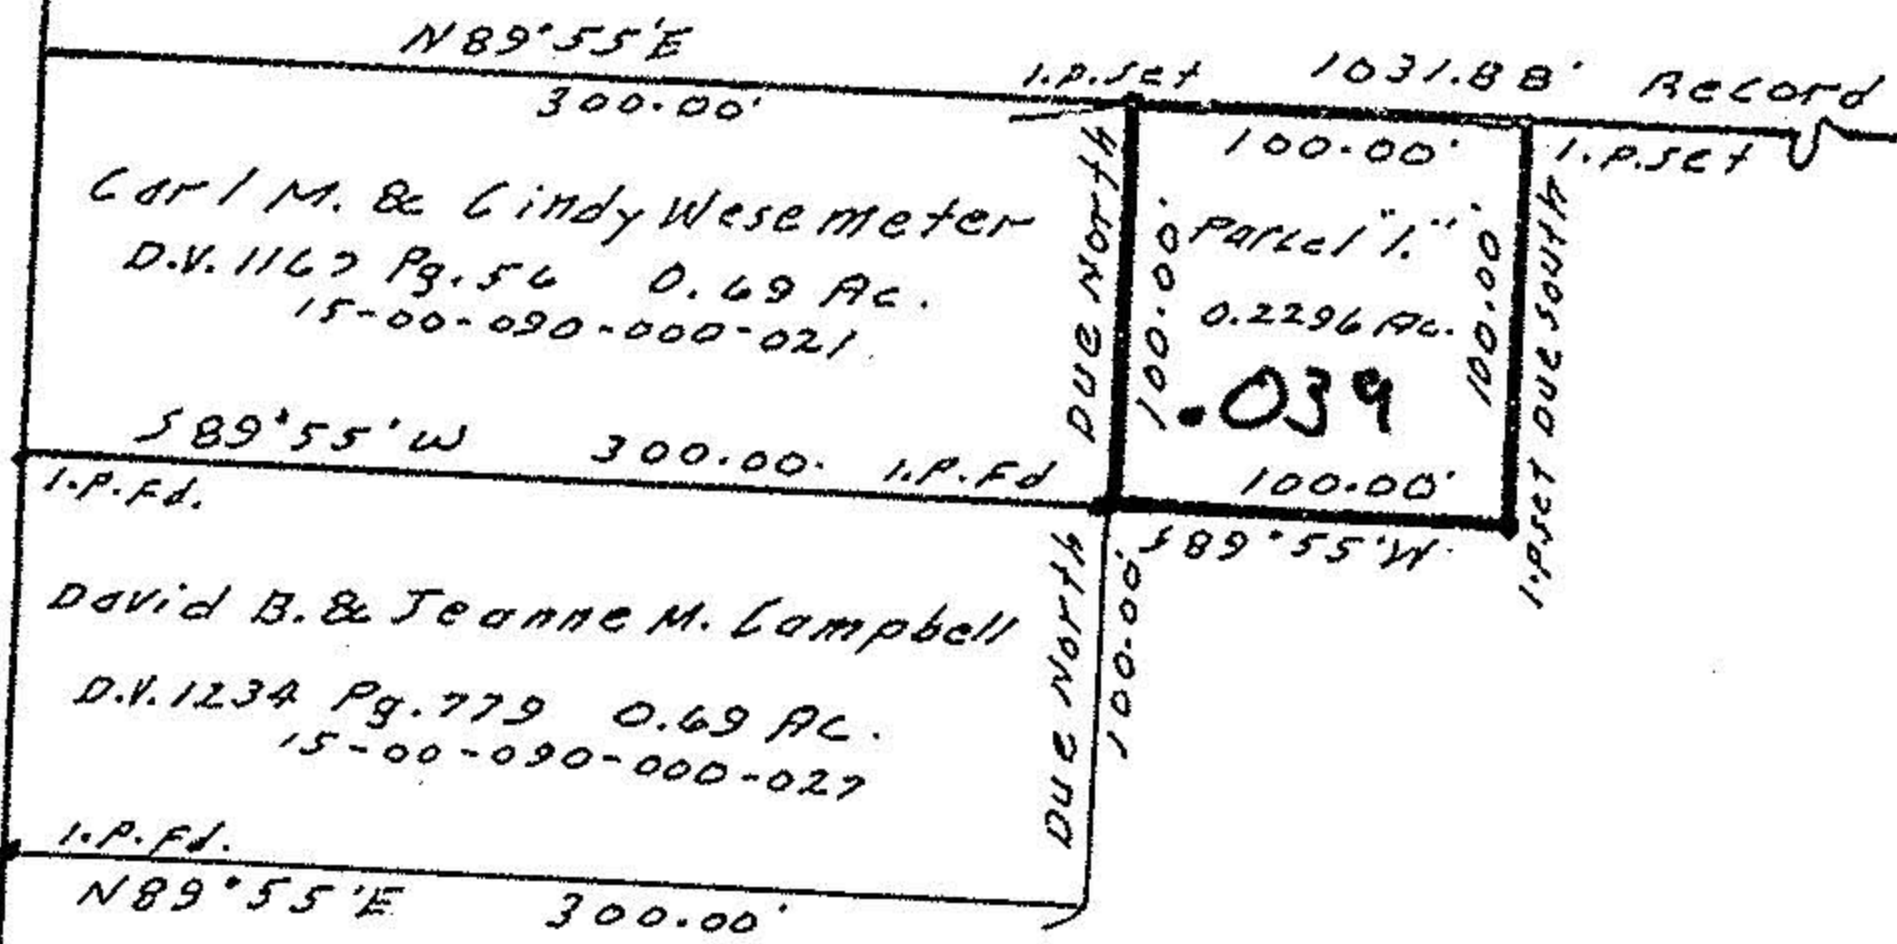 N89°55'E
300.00'
I.P.Set
1031.88' Record
100.00'
I.P.Set
Carl M. & Cindy Wesemeter
D.V. 1167 Pg. 56 0.69 Ac.
15-00-090-000-021
Due North
100.00'
Parcel "1."
0.2296 Ac.
.039
100.00'
I.P.Set Due South
S89°55'W 300.00' I.P.Fd
100.00'
S89°55'W
I.P.Fd.
David B. & Jeanne M. Campbell
D.V. 1234 Pg. 779 0.69 AC.
15-00-090-000-027
Due North
100.00'
I.P.Fd.
N89°55'E 300.00'